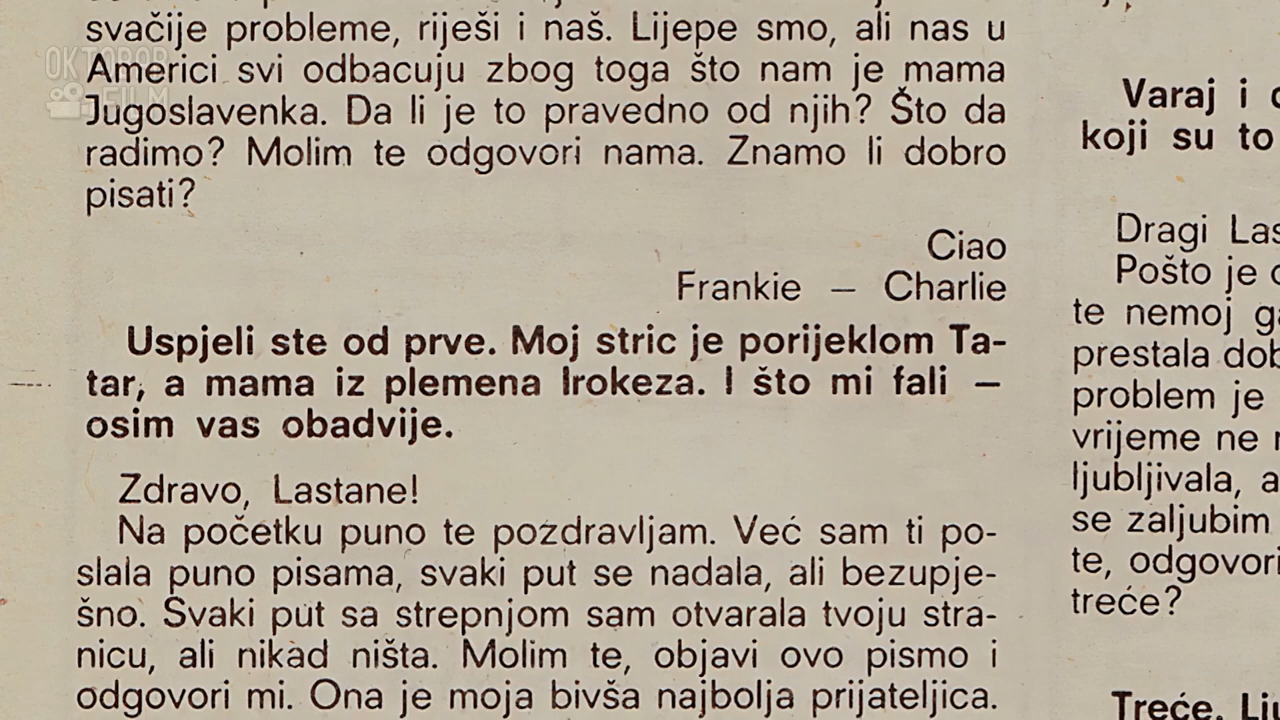 OKTOBAR
FILM
svačije probleme, riješi i naš. Lijepe smo, ali nas u
Americi svi odbacuju zbog toga što nam je mama
Jugoslavenka. Da li je to pravedno od njih? Što da
radimo? Molim te odgovori nama. Znamo li dobro
pisati?
Ciao
Frankie – Charlie
Uspjeli ste od prve. Moj stric je porijeklom Ta-
tar, a mama iz plemena Irokeza. I što mi fali –
osim vas obadvije.
Zdravo, Lastane!
Na početku puno te pozdravljam. Već sam ti po-
slala puno pisama, svaki put se nadala, ali bezupje-
šno. Svaki put sa strepnjom sam otvarala tvoju stra-
nicu, ali nikad ništa. Molim te, objavi ovo pismo i
odgovori mi. Ona je moja bivša najbolja prijateljica.
Varaj i
koji su to
Dragi Las
Pošto je
te nemoj
prestala dob
problem je
vrijeme ne
ljubljivala, a
se zaljubim
te, odgovori
treće?
Treće. Lju